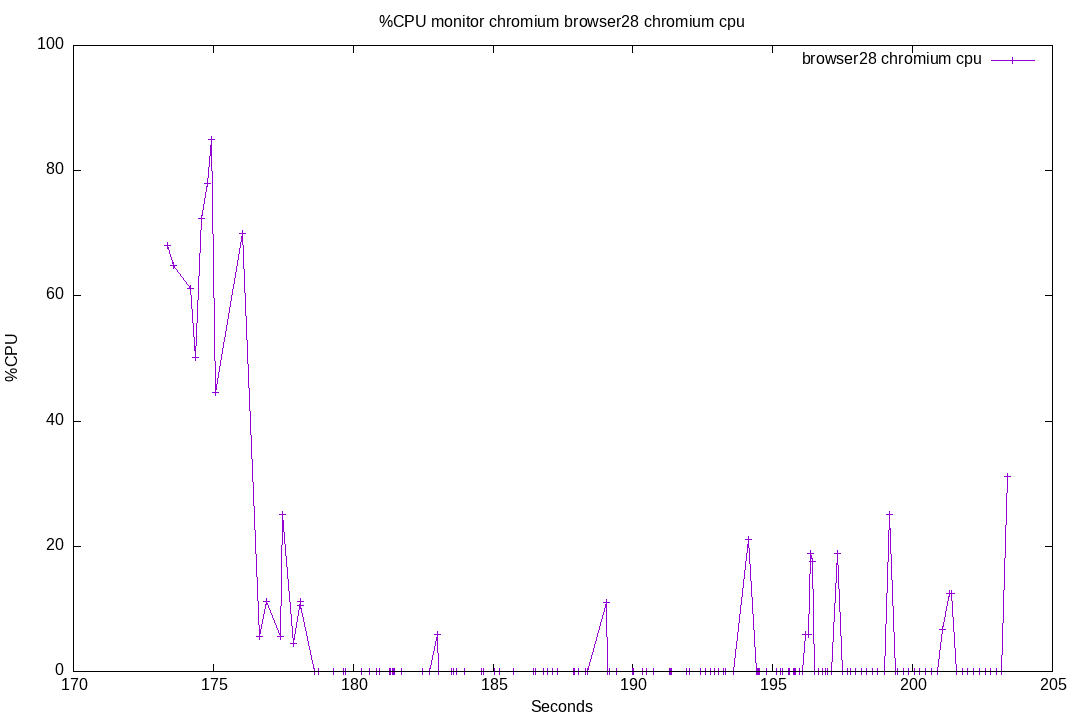 %CPU monitor chromium browser28 chromium cpu
browser28 chromium cpu
100
80
60
40
20
0
%CPU
170 175 180 185 190 195 200 205
Seconds